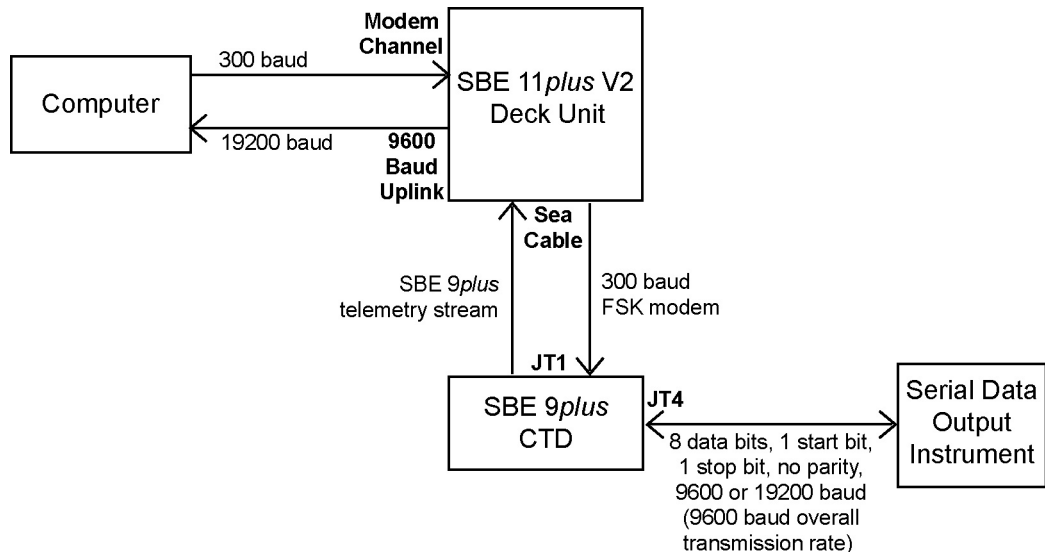 Computer
300 baud
19200 baud
Modem
Channel
9600
Baud
Uplink
SBE 11plus V2
Deck Unit
Sea
Cable
SBE 9plus
telemetry stream
300 baud
FSK modem
JT1
SBE 9plus
CTD
JT4
8 data bits, 1 start bit,
1 stop bit, no parity,
9600 or 19200 baud
(9600 baud overall
transmission rate)
Serial Data
Output
Instrument